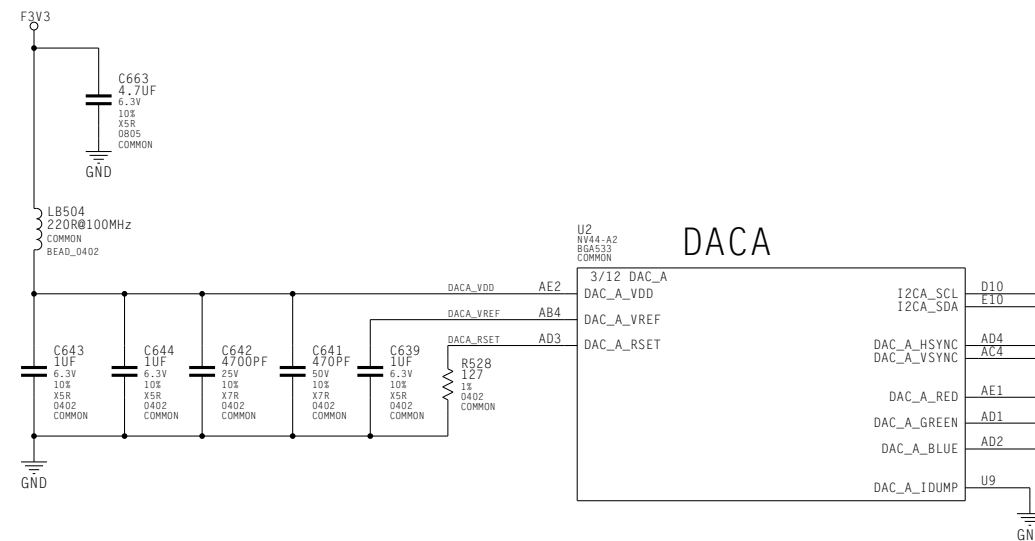 F3V3
C663
4.7UF
6.3V
10%
X5R
0805
COMMON
GND
LB504
220R@100MHz
COMMON
BEAD_0402
U2
NV44-A2
BGA533
COMMON
DACA
3/12 DAC_A
DACA_VDD AE2 DAC_A_VDD
DACA_VREF AB4 DAC_A_VREF
DACA_RSET AD3 DAC_A_RSET
I2CA_SCL D10
I2CA_SDA E10
DAC_A_HSYNC AD4
DAC_A_VSYNC AC4
DAC_A_RED AE1
DAC_A_GREEN AD1
DAC_A_BLUE AD2
DAC_A_IDUMP U9
C643
1UF
6.3V
10%
X5R
0402
COMMON
C644
1UF
6.3V
10%
X5R
0402
COMMON
C642
4700PF
25V
10%
X7R
0402
COMMON
C641
470PF
50V
10%
X7R
0402
COMMON
C639
1UF
6.3V
10%
X5R
0402
COMMON
R528
127
1%
0402
COMMON
GND
GN